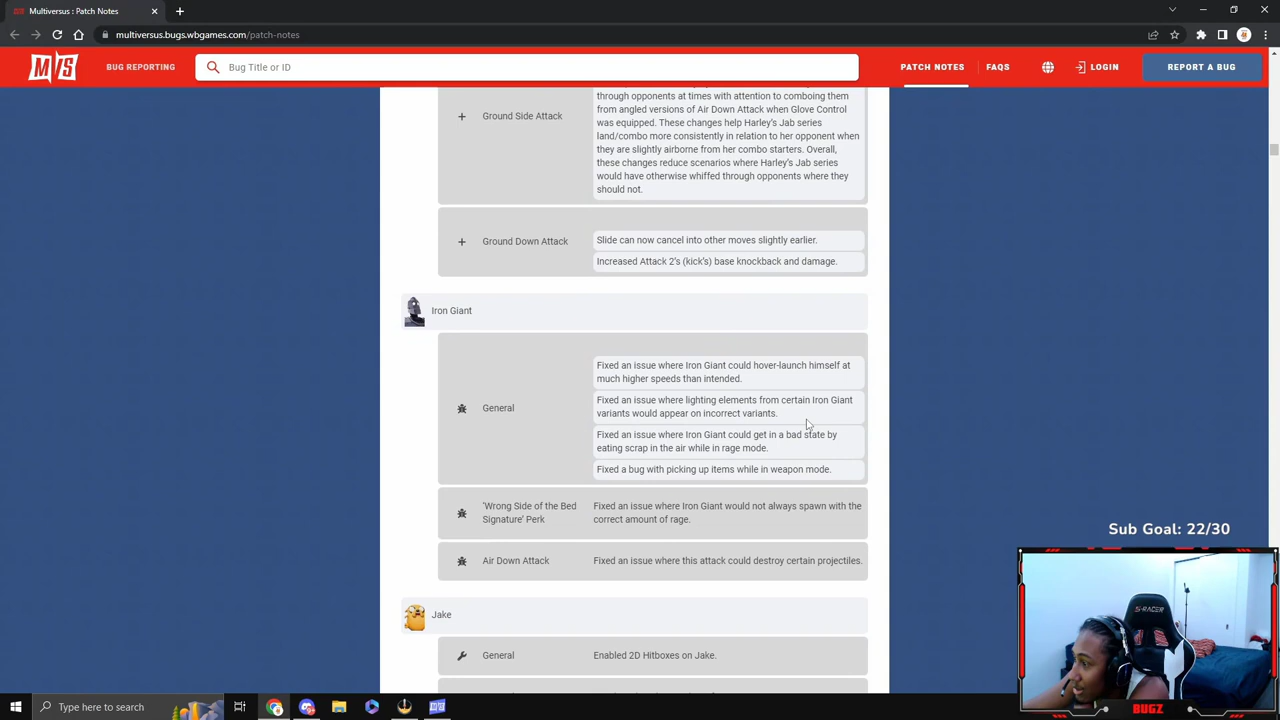 Multiversus : Patch Notes
multiversus.bugs.wbgames.com/patch-notes
M/S
BUG REPORTING
Bug Title or ID
PATCH NOTES
FAQS
LOGIN
REPORT A BUG
through opponents at times with attention to comboing them
from angled versions of Air Down Attack when Glove Control
was equipped. These changes help Harley's Jab series
land/combo more consistently in relation to her opponent when
they are slightly airborne from her combo starters. Overall,
these changes reduce scenarios where Harley's Jab series
would have otherwise whiffed through opponents where they
should not.
+ Ground Side Attack
+ Ground Down Attack
Slide can now cancel into other moves slightly earlier.
Increased Attack 2's (kick's) base knockback and damage.
Iron Giant
General
Fixed an issue where Iron Giant could hover-launch himself at
much higher speeds than intended.
Fixed an issue where lighting elements from certain Iron Giant
variants would appear on incorrect variants.
Fixed an issue where Iron Giant could get in a bad state by
eating scrap in the air while in rage mode.
Fixed a bug with picking up items while in weapon mode.
'Wrong Side of the Bed
Signature' Perk
Fixed an issue where Iron Giant would not always spawn with the
correct amount of rage.
Air Down Attack
Fixed an issue where this attack could destroy certain projectiles.
Jake
General
Enabled 2D Hitboxes on Jake.
Sub Goal: 22/30
S-RACER
BUGZ
Type here to search